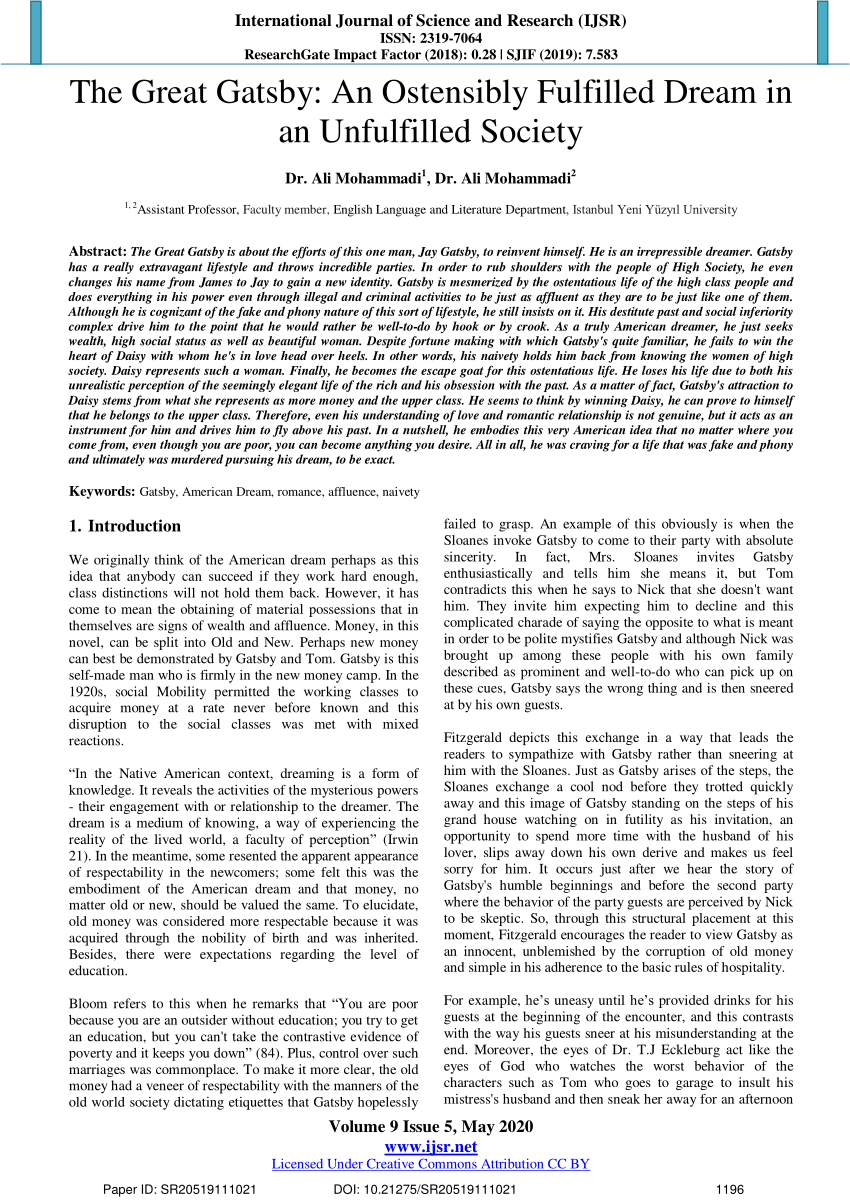 International Journal of Science and Research (IJSR)
ISSN: 2319-7064
ResearchGate Impact Factor (2018): 0.28 | SJIF (2019): 7.583
The Great Gatsby: An Ostensibly Fulfilled Dream in
an Unfulfilled Society
Dr. Ali Mohammadi1, Dr. Ali Mohammadi2
1, 2Assistant Professor, Faculty member, English Language and Literature Department, Istanbul Yeni Yüzyıl University
Abstract: The Great Gatsby is about the efforts of this one man, Jay Gatsby, to reinvent himself. He is an irrepressible dreamer. Gatsby
has a really extravagant lifestyle and throws incredible parties. In order to rub shoulders with the people of High Society, he even
changes his name from James to Jay to gain a new identity. Gatsby is mesmerized by the ostentatious life of the high class people and
does everything in his power even through illegal and criminal activities to be just as affluent as they are to be just like one of them.
Although he is cognizant of the fake and phony nature of this sort of lifestyle, he still insists on it. His destitute past and social inferiority
complex drive him to the point that he would rather be well-to-do by hook or by crook. As a truly American dreamer, he just seeks
wealth, high social status as well as beautiful woman. Despite fortune making with which Gatsby's quite familiar, he fails to win the
heart of Daisy with whom he's in love head over heels. In other words, his naivety holds him back from knowing the women of high
society. Daisy represents such a woman. Finally, he becomes the escape goat for this ostentatious life. He loses his life due to both his
unrealistic perception of the seemingly elegant life of the rich and his obsession with the past. As a matter of fact, Gatsby's attraction to
Daisy stems from what she represents as more money and the upper class. He seems to think by winning Daisy, he can prove to himself
that he belongs to the upper class. Therefore, even his understanding of love and romantic relationship is not genuine, but it acts as an
instrument for him and drives him to fly above his past. In a nutshell, he embodies this very American idea that no matter where you
come from, even though you are poor, you can become anything you desire. All in all, he was craving for a life that was fake and phony
and ultimately was murdered pursuing his dream, to be exact.
Keywords: Gatsby, American Dream, romance, affluence, naivety
1. Introduction
We originally think of the American dream perhaps as this
idea that anybody can succeed if they work hard enough,
class distinctions will not hold them back. However, it has
come to mean the obtaining of material possessions that in
themselves are signs of wealth and affluence. Money, in this
novel, can be split into Old and New. Perhaps new money
can best be demonstrated by Gatsby and Tom. Gatsby is this
self-made man who is firmly in the new money camp. In the
1920s, social Mobility permitted the working classes to
acquire money at a rate never before known and this
disruption to the social classes was met with mixed
reactions.
“In the Native American context, dreaming is a form of
knowledge. It reveals the activities of the mysterious powers
- their engagement with or relationship to the dreamer. The
dream is a medium of knowing, a way of experiencing the
reality of the lived world, a faculty of perception” (Irwin
21). In the meantime, some resented the apparent appearance
of respectability in the newcomers; some felt this was the
embodiment of the American dream and that money, no
matter old or new, should be valued the same. To elucidate,
old money was considered more respectable because it was
acquired through the nobility of birth and was inherited.
Besides, there were expectations regarding the level of
education.
Bloom refers to this when he remarks that “You are poor
because you are an outsider without education; you try to get
an education, but you can't take the contrastive evidence of
poverty and it keeps you down” (84). Plus, control over such
marriages was commonplace. To make it more clear, the old
money had a veneer of respectability with the manners of the
old world society dictating etiquettes that Gatsby hopelessly
failed to grasp. An example of this obviously is when the
Sloanes invoke Gatsby to come to their party with absolute
sincerity. In fact, Mrs. Sloanes invites Gatsby
enthusiastically and tells him she means it, but Tom
contradicts this when he says to Nick that she doesn't want
him. They invite him expecting him to decline and this
complicated charade of saying the opposite to what is meant
in order to be polite mystifies Gatsby and although Nick was
brought up among these people with his own family
described as prominent and well-to-do who can pick up on
these cues, Gatsby says the wrong thing and is then sneered
at by his own guests.
Fitzgerald depicts this exchange in a way that leads the
readers to sympathize with Gatsby rather than sneering at
him with the Sloanes. Just as Gatsby arises of the steps, the
Sloanes exchange a cool nod before they trotted quickly
away and this image of Gatsby standing on the steps of his
grand house watching on in futility as his invitation, an
opportunity to spend more time with the husband of his
lover, slips away down his own derive and makes us feel
sorry for him. It occurs just after we hear the story of
Gatsby's humble beginnings and before the second party
where the behavior of the party guests are perceived by Nick
to be skeptic. So, through this structural placement at this
moment, Fitzgerald encourages the reader to view Gatsby as
an innocent, unblemished by the corruption of old money
and simple in his adherence to the basic rules of hospitality.
For example, he’s uneasy until he’s provided drinks for his
guests at the beginning of the encounter, and this contrasts
with the way his guests sneer at his misunderstanding at the
end. Moreover, the eyes of Dr. T.J Eckleburg act like the
eyes of God who watches the worst behavior of the
characters such as Tom who goes to garage to insult his
mistress's husband and then sneak her away for an afternoon
Volume 9 Issue 5, May 2020
www.ijsr.net
Licensed Under Creative Commons Attribution CC BY
Paper ID: SR20519111021 DOI: 10.21275/SR20519111021 1196